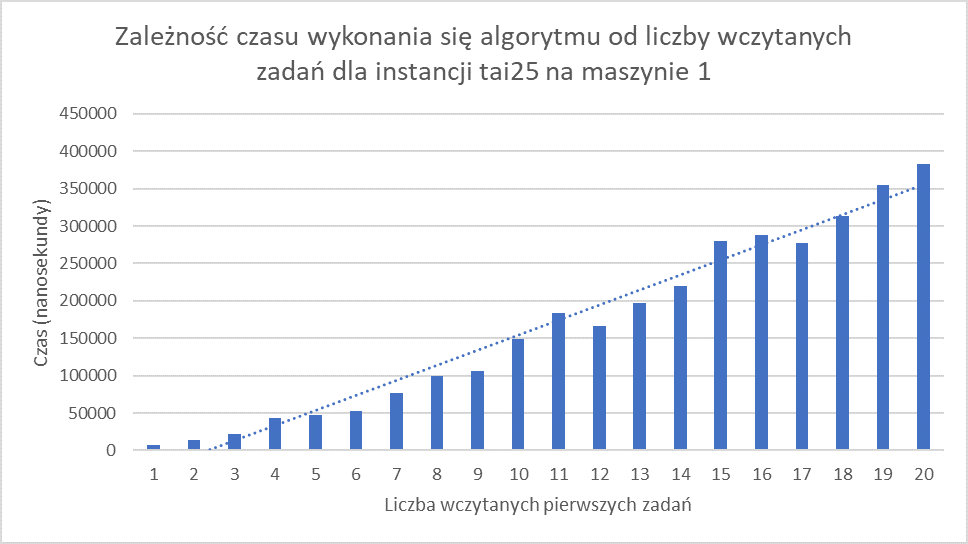 Zależność czasu wykonania się algorytmu od liczby wczytanych
zadań dla instancji tai25 na maszynie 1
450000
400000
350000
300000
250000
200000
150000
100000
50000
0
Czas (nanosekundy)
1 2 3 4 5 6 7 8 9 10 11 12 13 14 15 16 17 18 19 20
Liczba wczytanych pierwszych zadań